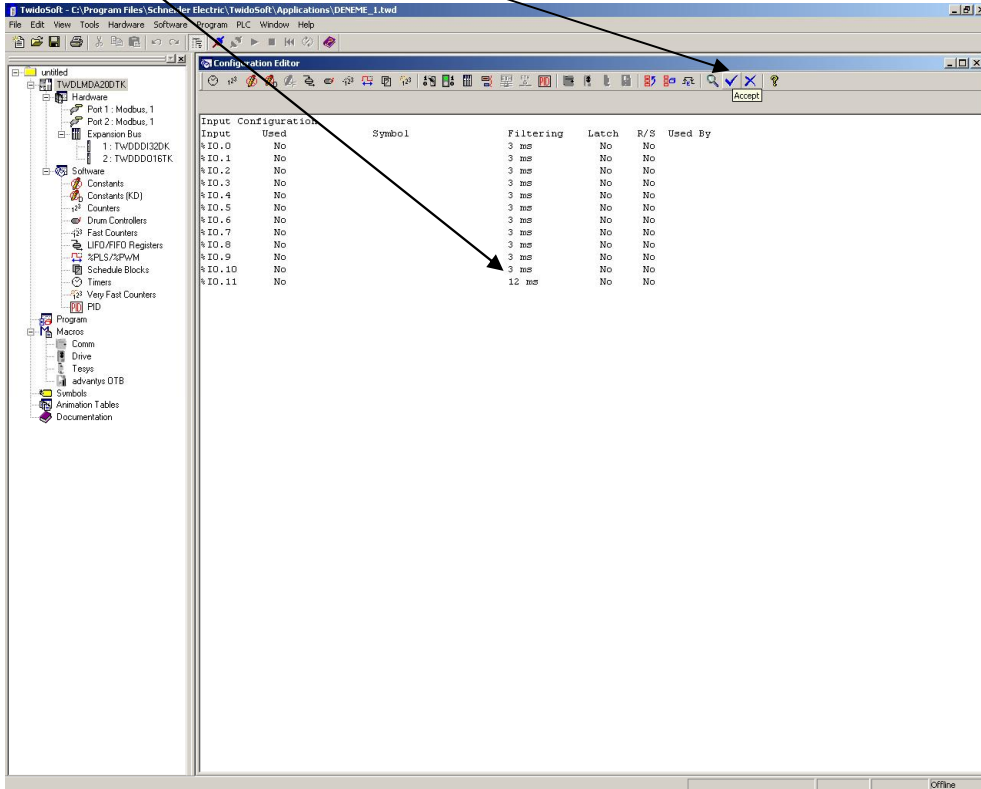 TwidoSoft - C:\Program Files\Schneider Electric\TwidoSoft\Applications\DENEME_1.twd
File Edit View Tools Hardware Software Program PLC Window Help
untitled
TWDLMDA20DTK
Hardware
Port 1 : Modbus, 1
Port 2 : Modbus, 1
Expansion Bus
1 : TWDDDI32DK
2 : TWDDDO16TK
Software
Constants
Constants (KD)
Counters
Drum Controllers
Fast Counters
LIFO/FIFO Registers
%PLS/%PWM
Schedule Blocks
Timers
Very Fast Counters
PID
Program
Macros
Comm
Drive
Tesys
advantys OTB
Symbols
Animation Tables
Documentation
Configuration Editor
Accept
Input Configuration
Input Used Symbol Filtering Latch R/S Used By
%I0.0 No 3 ms No No
%I0.1 No 3 ms No No
%I0.2 No 3 ms No No
%I0.3 No 3 ms No No
%I0.4 No 3 ms No No
%I0.5 No 3 ms No No
%I0.6 No 3 ms No No
%I0.7 No 3 ms No No
%I0.8 No 3 ms No No
%I0.9 No 3 ms No No
%I0.10 No 3 ms No No
%I0.11 No 12 ms No No
Offline